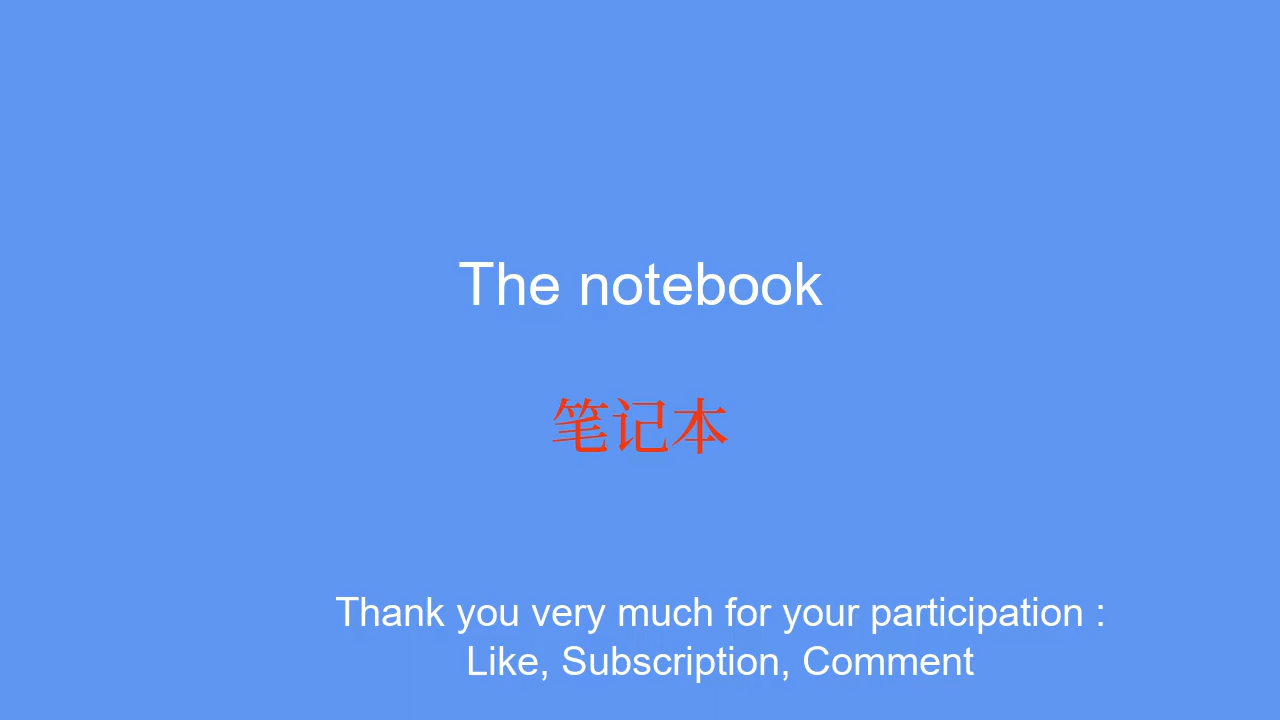 The notebook
笔记本
Thank you very much for your participation :
Like, Subscription, Comment